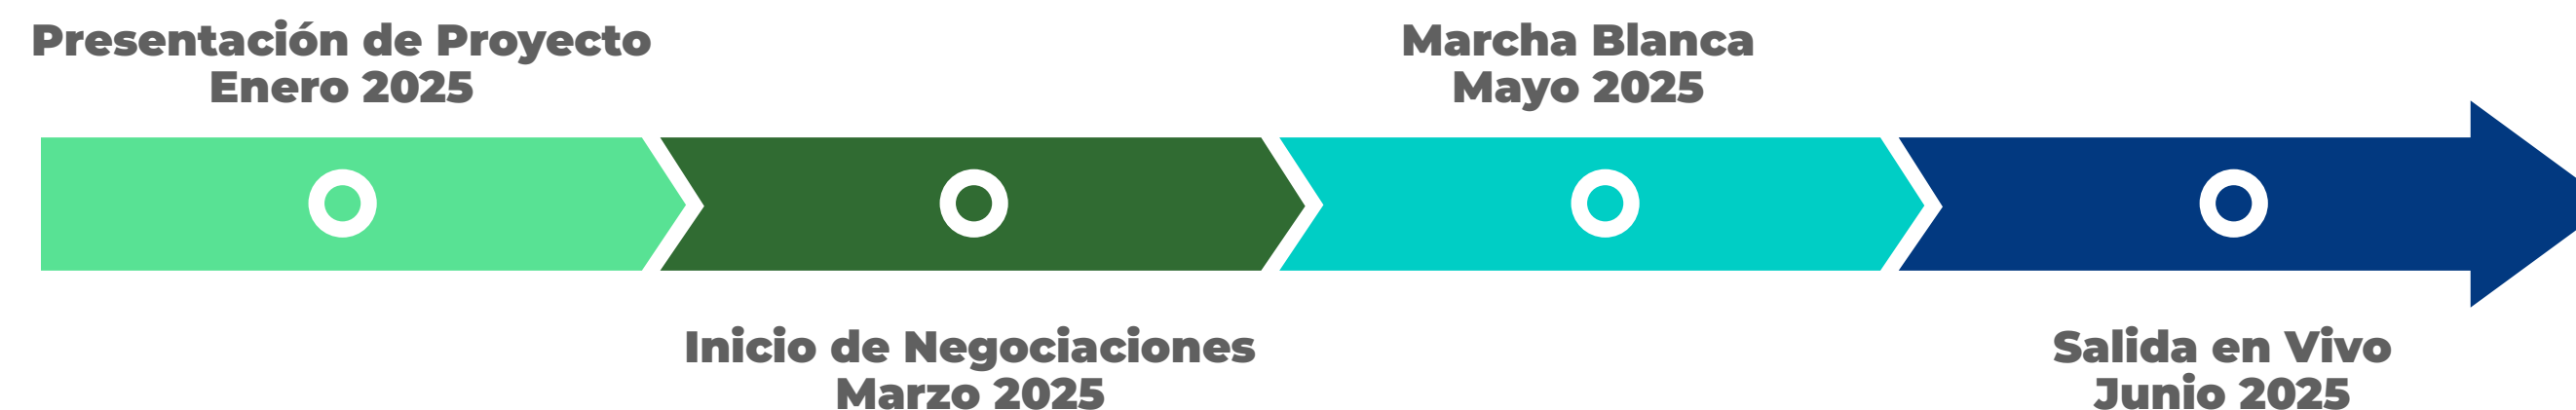 Presentación de Proyecto
Enero 2025
Inicio de Negociaciones
Marzo 2025
Marcha Blanca
Mayo 2025
Salida en Vivo
Junio 2025